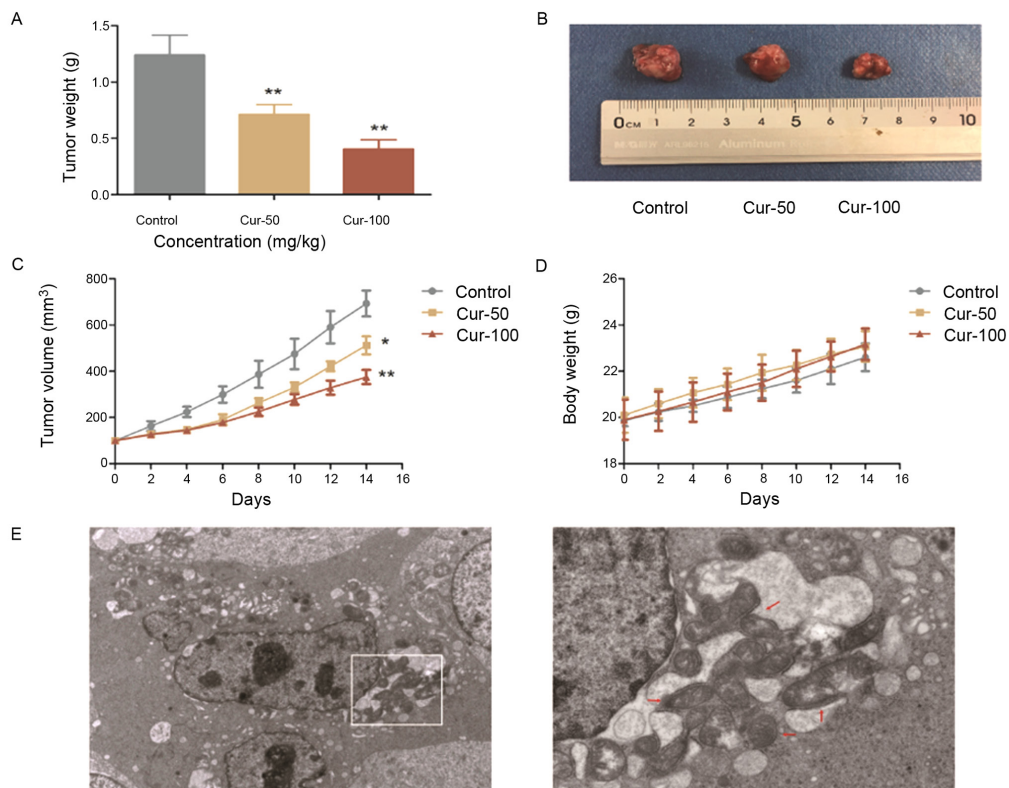 A
Tumor weight (g)
1.5
1.0
0.5
0.0
**
**
Control Cur-50 Cur-100
Concentration (mg/kg)
B
0 CM 1 2 3 4 5 6 7 8 9 10
Aluminum
Control Cur-50 Cur-100
C
Tumor volume (mm³)
800
600
400
200
0
0 2 4 6 8 10 12 14 16
Days
*
**
Control
Cur-50
Cur-100
D
Body weight (g)
26
24
22
20
18
0 2 4 6 8 10 12 14 16
Days
Control
Cur-50
Cur-100
E